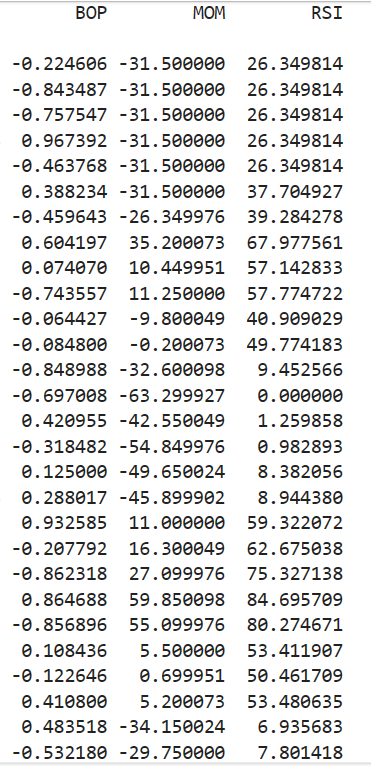 BOP MOM RSI
-0.224606 -31.500000 26.349814
-0.843487 -31.500000 26.349814
-0.757547 -31.500000 26.349814
0.967392 -31.500000 26.349814
-0.463768 -31.500000 26.349814
0.388234 -31.500000 37.704927
-0.459643 -26.349976 39.284278
0.604197 35.200073 67.977561
0.074070 10.449951 57.142833
-0.743557 11.250000 57.774722
-0.064427 -9.800049 40.909029
-0.084800 -0.200073 49.774183
-0.848988 -32.600098 9.452566
-0.697008 -63.299927 0.000000
0.420955 -42.550049 1.259858
-0.318482 -54.849976 0.982893
0.125000 -49.650024 8.382056
0.288017 -45.899902 8.944380
0.932585 11.000000 59.322072
-0.207792 16.300049 62.675038
-0.862318 27.099976 75.327138
0.864688 59.850098 84.695709
-0.856896 55.099976 80.274671
0.108436 5.500000 53.411907
-0.122646 0.699951 50.461709
0.410800 5.200073 53.480635
0.483518 -34.150024 6.935683
-0.532180 -29.750000 7.801418